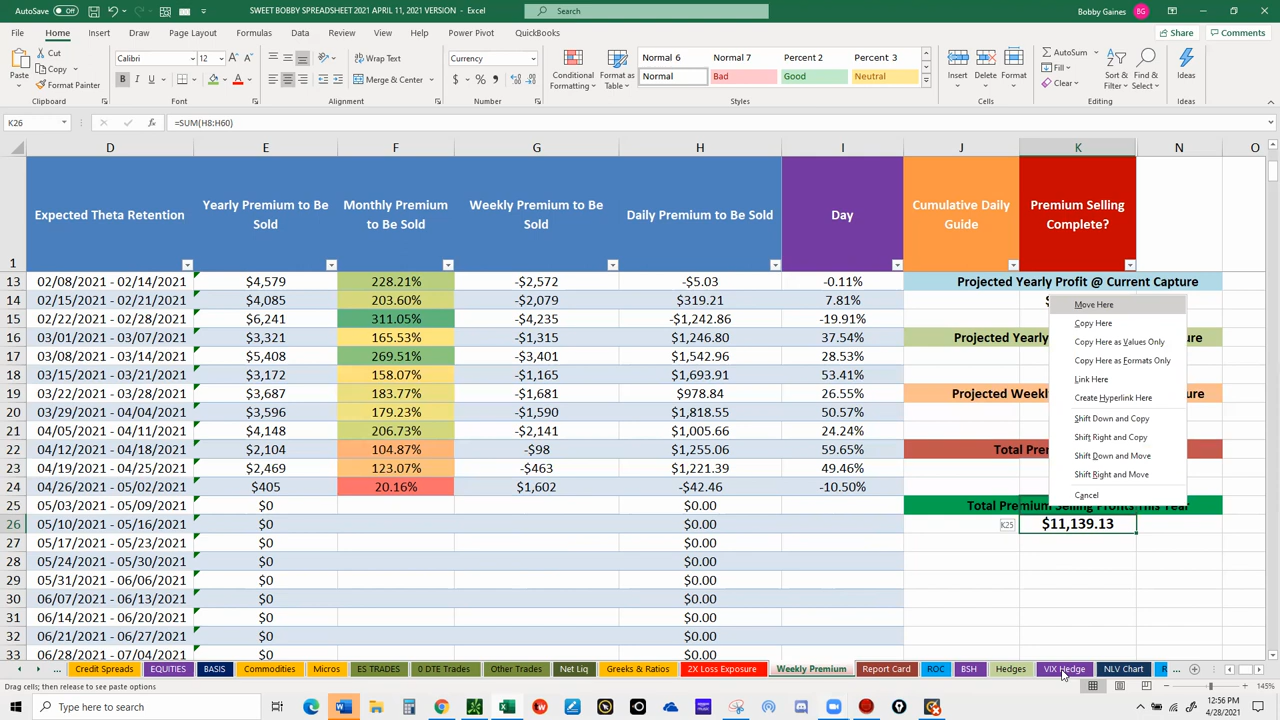 AutoSave Off SWEET BOBBY SPREADSHEET 2021 APRIL 11, 2021 VERSION - Excel Search Bobby Gaines BG
File Home Insert Draw Page Layout Formulas Data Review View Help Power Pivot QuickBooks Share Comments
Paste Cut Copy Format Painter Clipboard
Calibri 12 B I U Font
Wrap Text Merge & Center Alignment
Currency $ % Number
Conditional Formatting Format as Table
Normal 6 Normal 7 Percent 3 Percent 2
Normal Bad Good Neutral
Styles
Insert Delete Format Cells
AutoSum Fill Clear Sort & Filter Find & Select Editing
Ideas Ideas
K26 fx =SUM(H8:H60)
D E F G H I J K N O
1 Expected Theta Retention Yearly Premium to Be Sold Monthly Premium to Be Sold Weekly Premium to Be Sold Daily Premium to Be Sold Day Cumulative Daily Guide Premium Selling Complete?
13 02/08/2021 - 02/14/2021 $4,579 228.21% -$2,572 -$5.03 -0.11% Projected Yearly Profit @ Current Capture
14 02/15/2021 - 02/21/2021 $4,085 203.60% -$2,079 $319.21 7.81% $
15 02/22/2021 - 02/28/2021 $6,241 311.05% -$4,235 -$1,242.86 -19.91%
16 03/01/2021 - 03/07/2021 $3,321 165.53% -$1,315 $1,246.80 37.54% Projected Yearly ure
17 03/08/2021 - 03/14/2021 $5,408 269.51% -$3,401 $1,542.96 28.53%
18 03/15/2021 - 03/21/2021 $3,172 158.07% -$1,165 $1,693.91 53.41%
19 03/22/2021 - 03/28/2021 $3,687 183.77% -$1,681 $978.84 26.55% Projected Weekl ure
20 03/29/2021 - 04/04/2021 $3,596 179.23% -$1,590 $1,818.55 50.57%
21 04/05/2021 - 04/11/2021 $4,148 206.73% -$2,141 $1,005.66 24.24%
22 04/12/2021 - 04/18/2021 $2,104 104.87% -$98 $1,255.06 59.65% Total Pren
23 04/19/2021 - 04/25/2021 $2,469 123.07% -$463 $1,221.39 49.46%
24 04/26/2021 - 05/02/2021 $405 20.16% $1,602 -$42.46 -10.50%
25 05/03/2021 - 05/09/2021 $0 $0.00 Total Premium Selling Profits This Year
26 05/10/2021 - 05/16/2021 $0 $0.00 K25 $11,139.13
27 05/17/2021 - 05/23/2021 $0 $0.00
28 05/24/2021 - 05/30/2021 $0 $0.00
29 05/31/2021 - 06/06/2021 $0 $0.00
30 06/07/2021 - 06/13/2021 $0 $0.00
31 06/14/2021 - 06/20/2021 $0 $0.00
32 06/21/2021 - 06/27/2021 $0 $0.00
33 06/28/2021 - 07/04/2021 $0 $0.00
Move Here
Copy Here
Copy Here as Values Only
Copy Here as Formats Only
Link Here
Create Hyperlink Here
Shift Down and Copy
Shift Right and Copy
Shift Down and Move
Shift Right and Move
Cancel
... Credit Spreads EQUITIES BASIS Commodities Micros ES TRADES 0 DTE Trades Other Trades Net Liq Greeks & Ratios 2X Loss Exposure Weekly Premium Report Card ROC BSH Hedges VIX Hedge NLV Chart R ...
Drag cells; then release to see paste options 145%
Type here to search 12:56 PM
4/28/2021